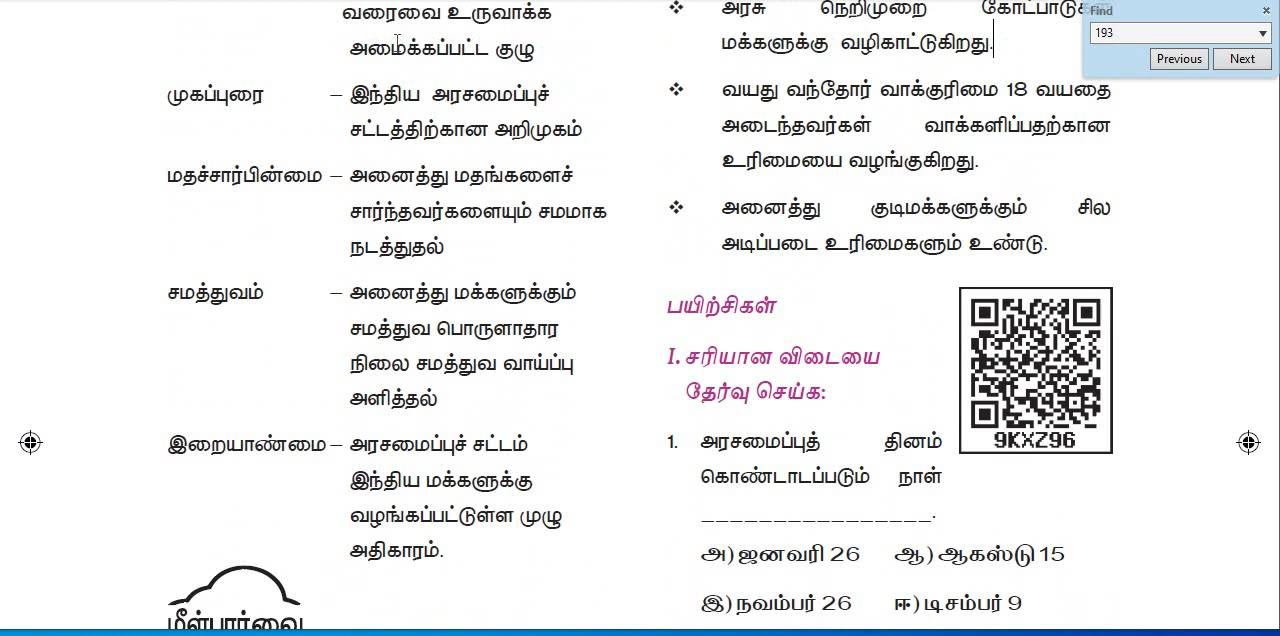 வரைவை உருவாக்க
அமைக்கப்பட்ட குழு
முகப்புரை – இந்திய அரசமைப்புச்
சட்டத்திற்கான அறிமுகம்
மதச்சார்பின்மை – அனைத்து மதங்களைச்
சார்ந்தவர்களையும் சமமாக
நடத்துதல்
சமத்துவம் – அனைத்து மக்களுக்கும்
சமத்துவ பொருளாதார
நிலை சமத்துவ வாய்ப்பு
அளித்தல்
இறையாண்மை – அரசமைப்புச் சட்டம்
இந்திய மக்களுக்கு
வழங்கப்பட்டுள்ள முழு
அதிகாரம்.
மீள்பார்வை
❖ அரசு நெறிமுறை
மக்களுக்கு வழிகாட்டுகிறது.
❖ வயது வந்தோர் வாக்குரிமை 18 வயதை
அடைந்தவர்கள் வாக்களிப்பதற்கான
உரிமையை வழங்குகிறது.
❖ அனைத்து குடிமக்களுக்கும் சில
அடிப்படை உரிமைகளும் உண்டு.
பயிற்சிகள்
I. சரியான விடையை
தேர்வு செய்க:
9KXZ96
1. அரசமைப்புத் தினம்
கொண்டாடப்படும் நாள்
________________.
அ) ஜனவரி 26 ஆ) ஆகஸ்டு 15
இ) நவம்பர் 26 ஈ) டிசம்பர் 9
Find
193
Previous Next